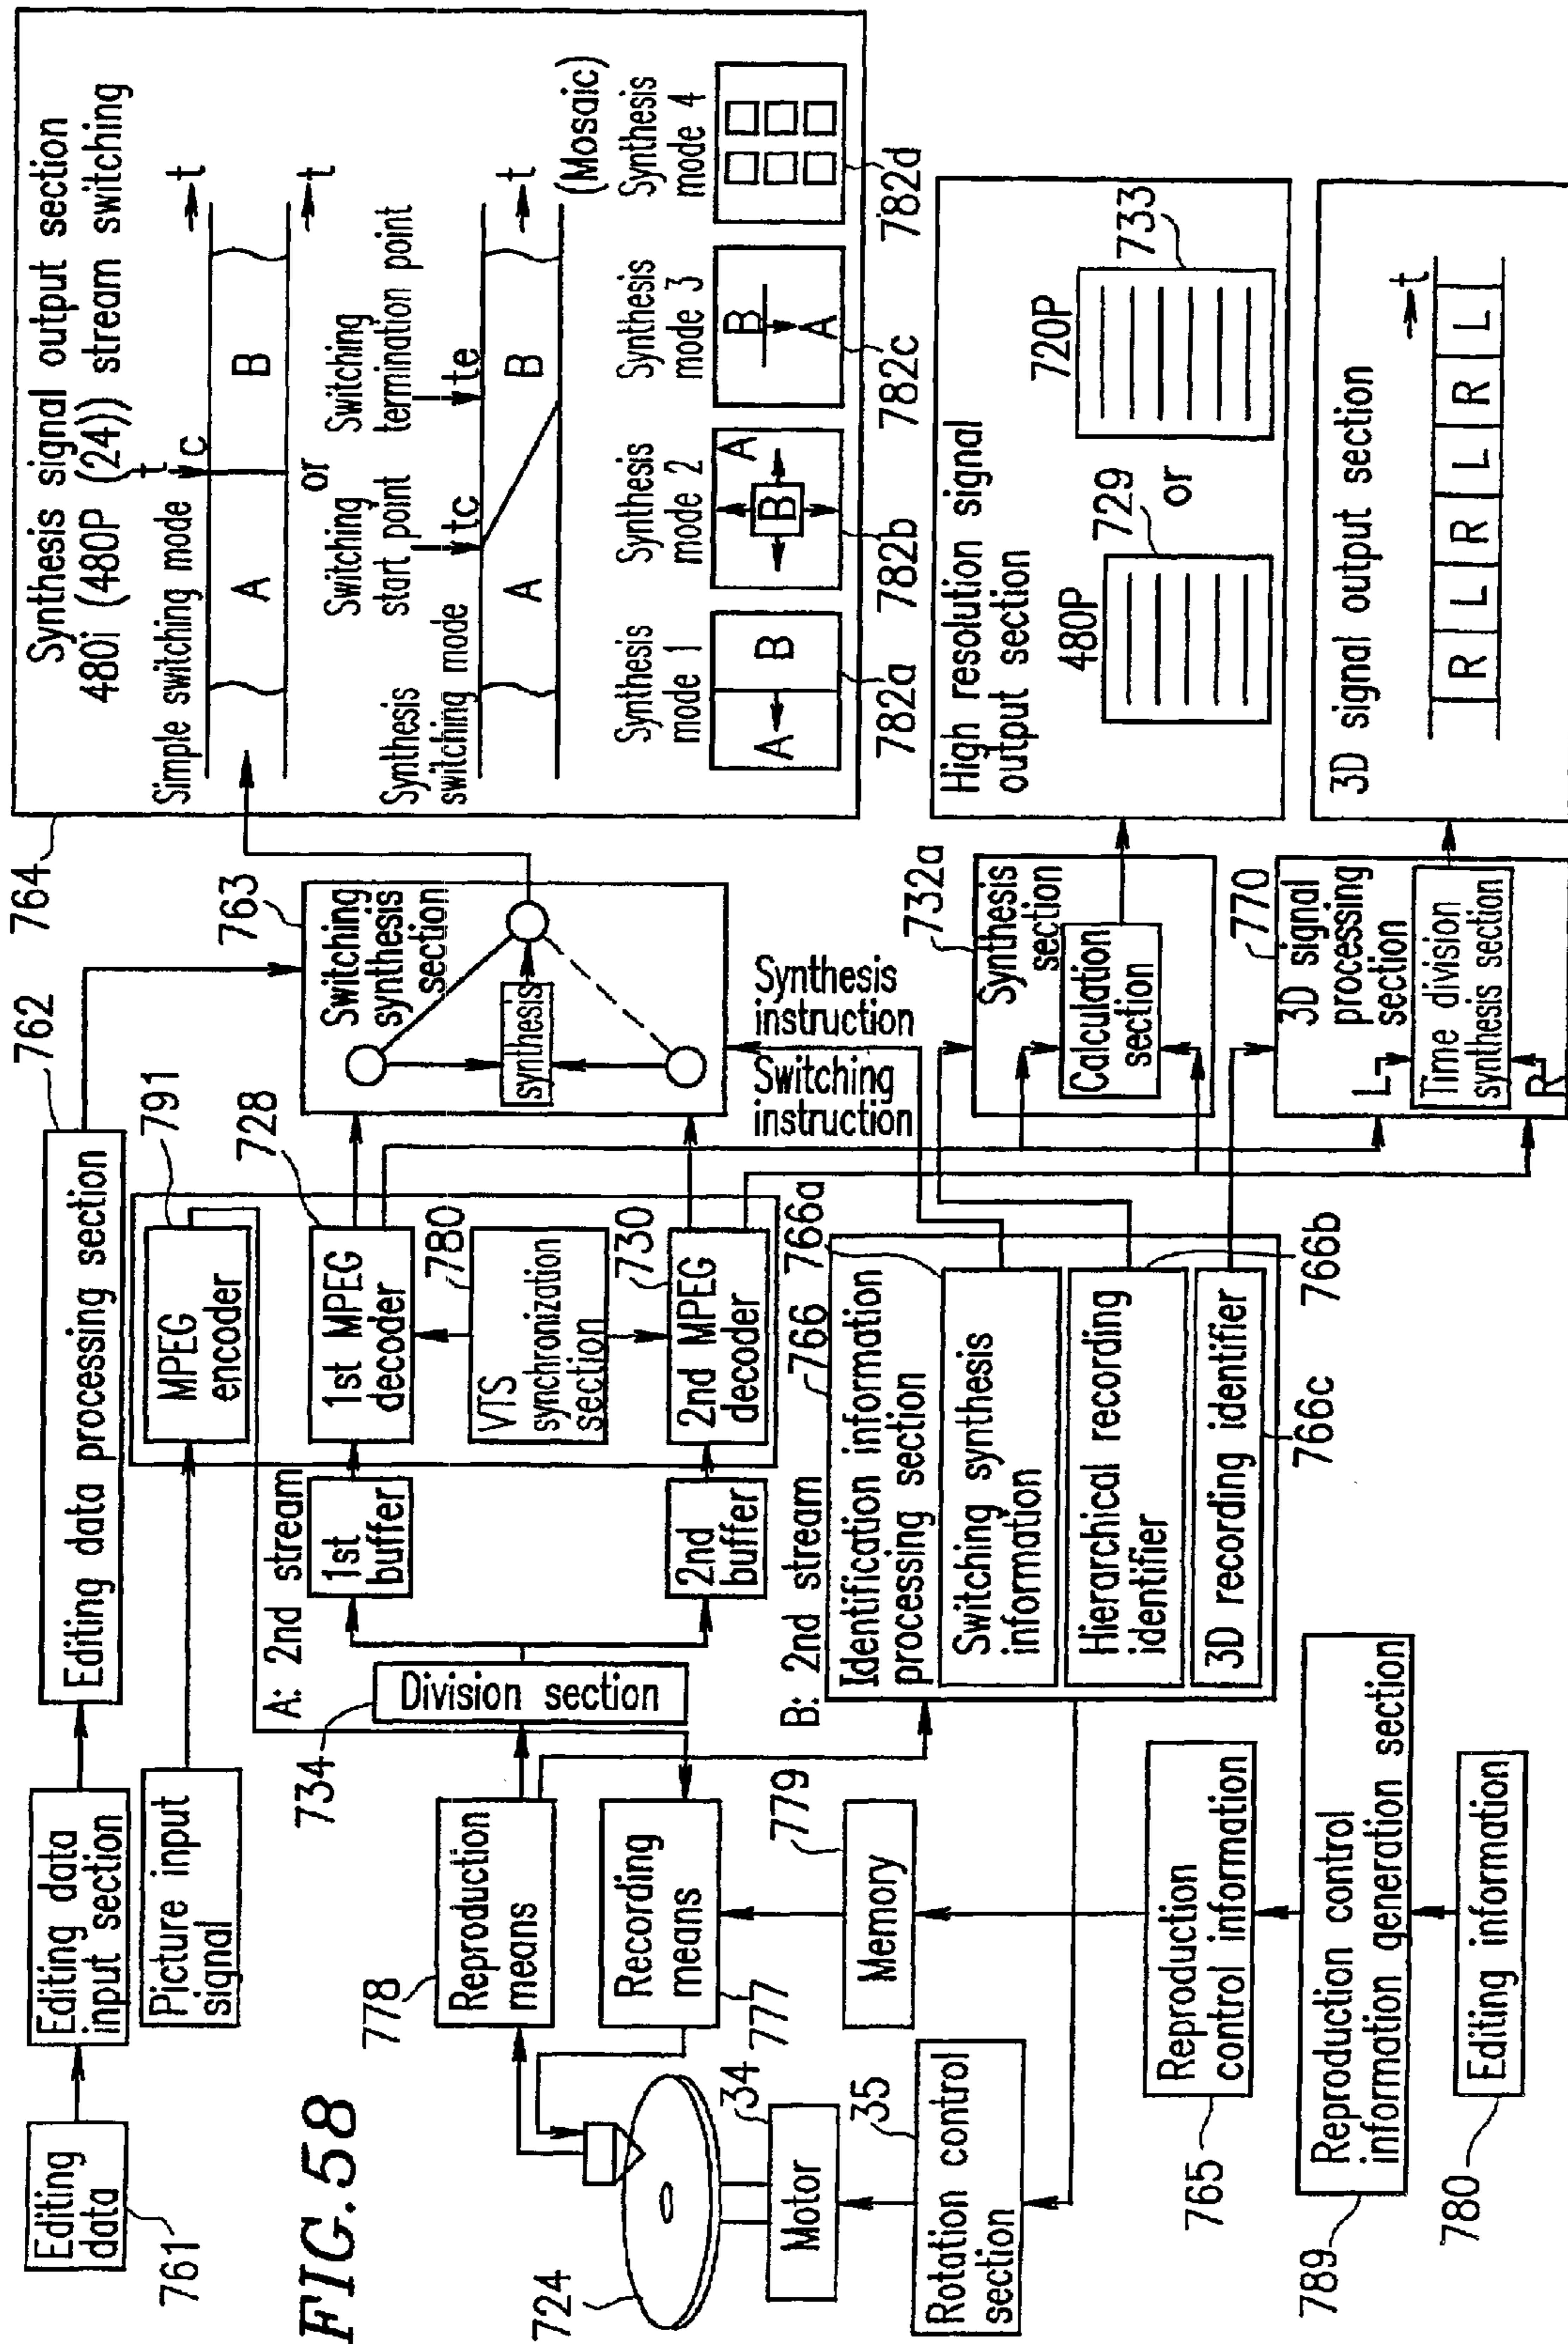 FIG.58
Editing
data
761
Editing data
input section
Editing data processing section
762
Picture input
signal
MPEG
encoder
791
A: 2nd stream
1st
buffer
1st MPEG
decoder
728
VTS
synchronization
section
780
2nd
buffer
2nd MPEG
decoder
730
Division section
734
B: 2nd stream
Reproduction
means
778
Recording
means
777
Memory
779
724
Motor
34
Rotation control
section
35
Reproduction
control information
765
Reproduction control
information generation section
789
Editing information
780
Identification information
processing section
766
Switching synthesis
information
766a
Hierarchical recording
identifier
766b
3D recording identifier
766c
Switching
synthesis
section
763
synthesis
Synthesis
instruction
Switching
instruction
Synthesis
section
732a
Calculation
section
3D signal
processing
section
770
L
Time division
synthesis section
R
764
Synthesis signal output section
480i (480P (24)) stream switching
Simple switching mode
t
c
t
A
B
t
or
Switching
start point
Switching
termination point
Synthesis
switching mode
tc
te
A
B
t
(Mosaic)
Synthesis
mode 1
Synthesis
mode 2
Synthesis
mode 3
Synthesis
mode 4
A
B
B
A
B
A
782a
782b
782c
782d
High resolution signal
output section
480P
729
or
720P
733
3D signal output section
t
R
L
R
L
R
L